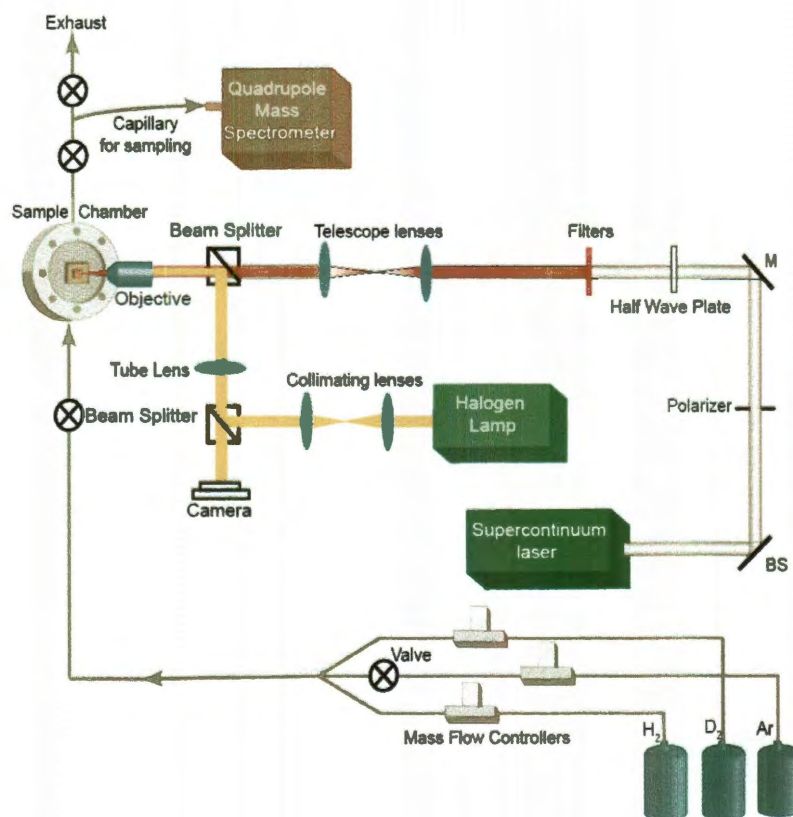 Exhaust
Quadrupole
Mass
Spectrometer
Capillary
for sampling
Sample Chamber
Beam Splitter
Telescope lenses
Filters
M
Objective
Half Wave Plate
Tube Lens
Collimating lenses
Polarizer
Beam Splitter
Halogen
Lamp
Camera
Supercontinuum
laser
BS
Valve
Mass Flow Controllers
H2
D2
Ar